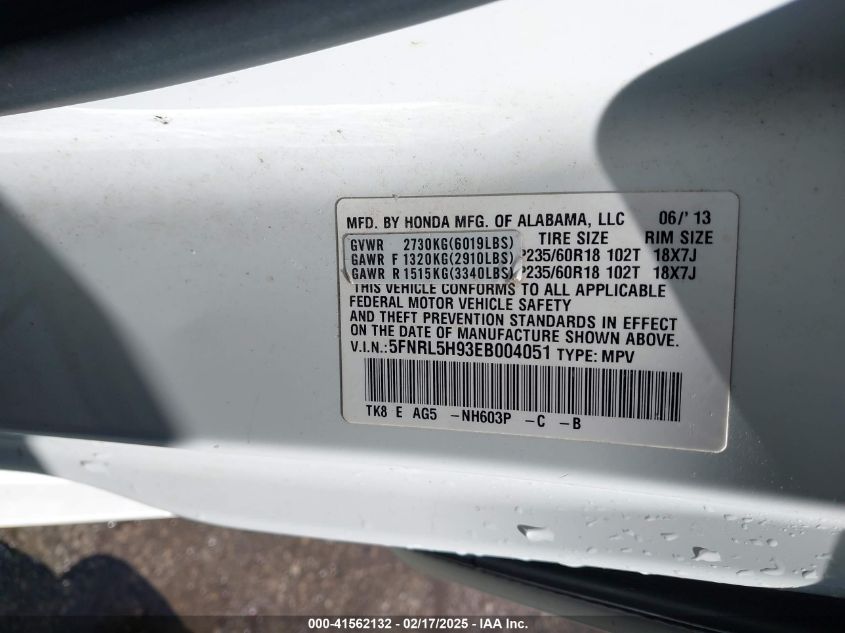 MFD. BY HONDA MFG. OF ALABAMA, LLC 06/'13
GVWR 2730KG(6019LBS) TIRE SIZE RIM SIZE
GAWR F 1320KG(2910LBS) P235/60R18 102T 18X7J
GAWR R 1515KG(3340LBS) P235/60R18 102T 18X7J
THIS VEHICLE CONFORMS TO ALL APPLICABLE
FEDERAL MOTOR VEHICLE SAFETY
AND THEFT PREVENTION STANDARDS IN EFFECT
ON THE DATE OF MANUFACTURE SHOWN ABOVE.
V.I.N.: 5FNRL5H93EB004051 TYPE: MPV
TK8 E AG5 -NH603P -C -B
000-41562132 - 02/17/2025 - IAAI.COM